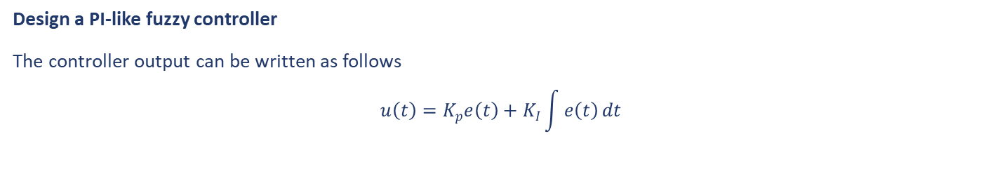 Design a PI-like fuzzy controller
The controller output can be written as follows
u(t) = K_p e(t) + K_I ∫ e(t) dt